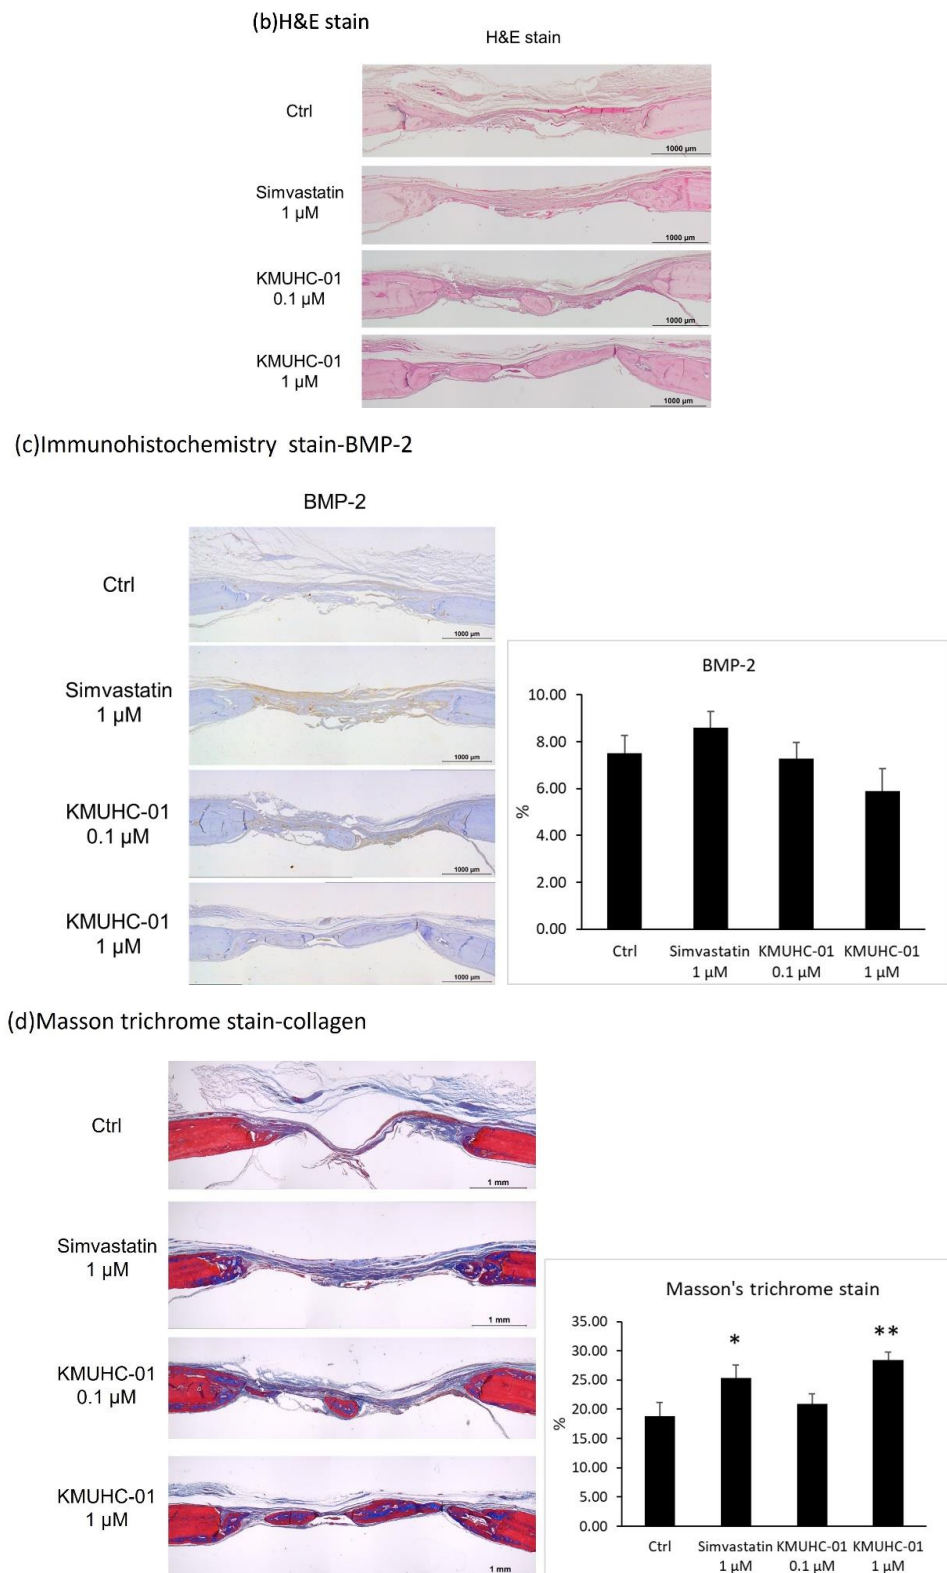 (b)H&E stain
H&E stain
Ctrl
1000 µm
Simvastatin
1 µM
1000 µm
KMUHC-01
0.1 µM
1000 µm
KMUHC-01
1 µM
1000 µm
(c)Immunohistochemistry stain-BMP-2
BMP-2
Ctrl
1000 µm
Simvastatin
1 µM
1000 µm
KMUHC-01
0.1 µM
1000 µm
KMUHC-01
1 µM
1000 µm
BMP-2
10.00
8.00
6.00
4.00
2.00
0.00
%
Ctrl
Simvastatin
1 µM
KMUHC-01
0.1 µM
KMUHC-01
1 µM
(d)Masson trichrome stain-collagen
Ctrl
1 mm
Simvastatin
1 µM
1 mm
KMUHC-01
0.1 µM
1 mm
KMUHC-01
1 µM
1 mm
Masson's trichrome stain
35.00
30.00
25.00
20.00
15.00
10.00
5.00
0.00
%
*
**
Ctrl
Simvastatin
1 µM
KMUHC-01
0.1 µM
KMUHC-01
1 µM